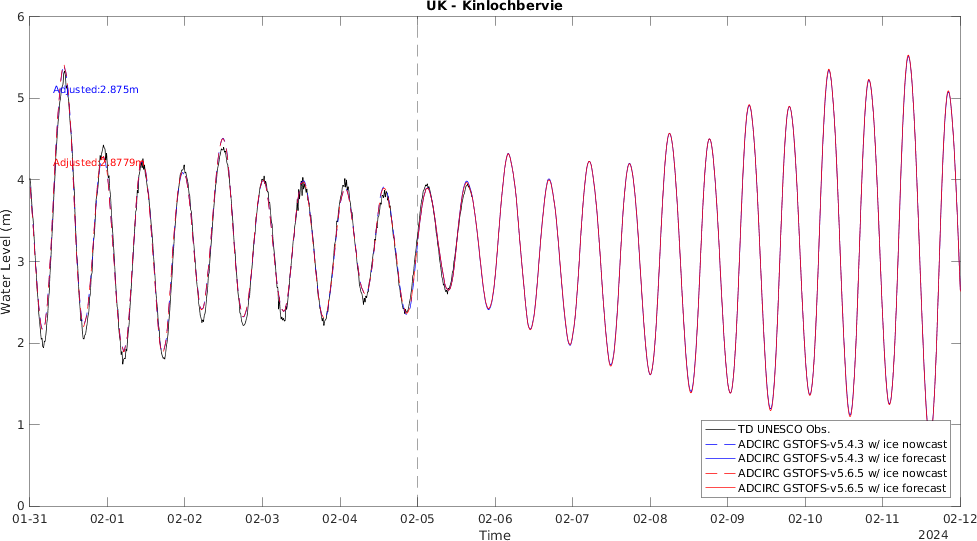 UK - Kinlochbervie
6
5
4
3
2
1
0
Water Level (m)
Adjusted:2.875m
Adjusted:2.8779m
TD UNESCO Obs.
ADCIRC GSTOFS-v5.4.3 w/ ice nowcast
ADCIRC GSTOFS-v5.4.3 w/ ice forecast
ADCIRC GSTOFS-v5.6.5 w/ ice nowcast
ADCIRC GSTOFS-v5.6.5 w/ ice forecast
01-31 02-01 02-02 02-03 02-04 02-05 02-06 02-07 02-08 02-09 02-10 02-11 02-12
Time
2024